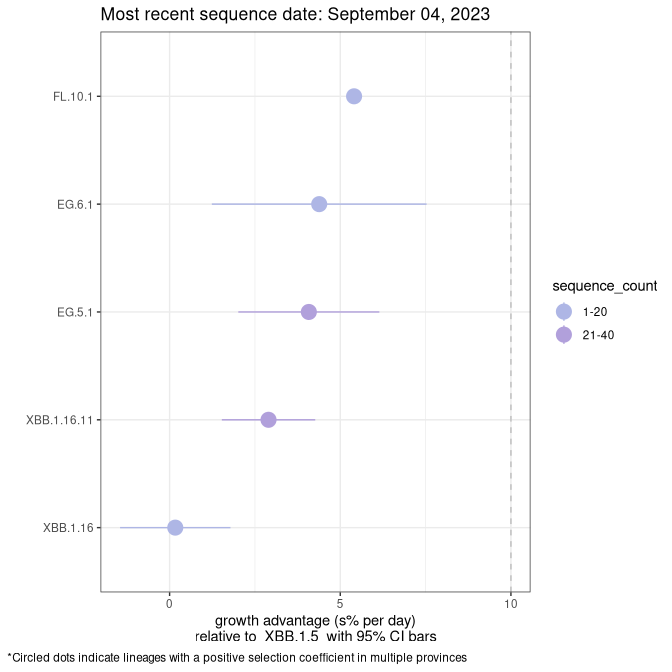 Most recent sequence date: September 04, 2023
FL.10.1
EG.6.1
EG.5.1
XBB.1.16.11
XBB.1.16
0 5 10
growth advantage (s% per day)
relative to XBB.1.5 with 95% CI bars
sequence_count
1-20
21-40
*Circled dots indicate lineages with a positive selection coefficient in multiple provinces